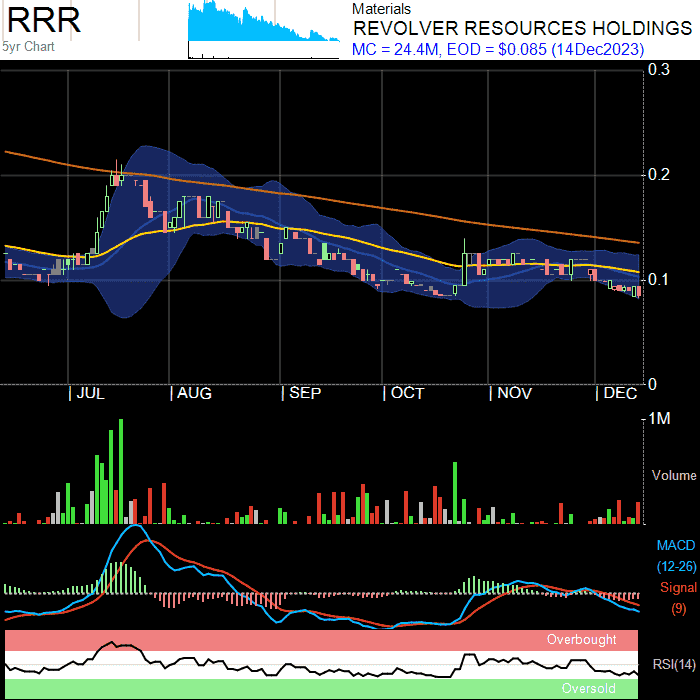 RRR
5yr Chart
Materials
REVOLVER RESOURCES HOLDINGS
MC = 24.4M, EOD = $0.085 (14Dec2023)
0.3
0.2
0.1
0
JUL AUG SEP OCT NOV DEC
1M
Volume
MACD
(12-26)
Signal
(9)
Overbought
RSI(14)
Oversold